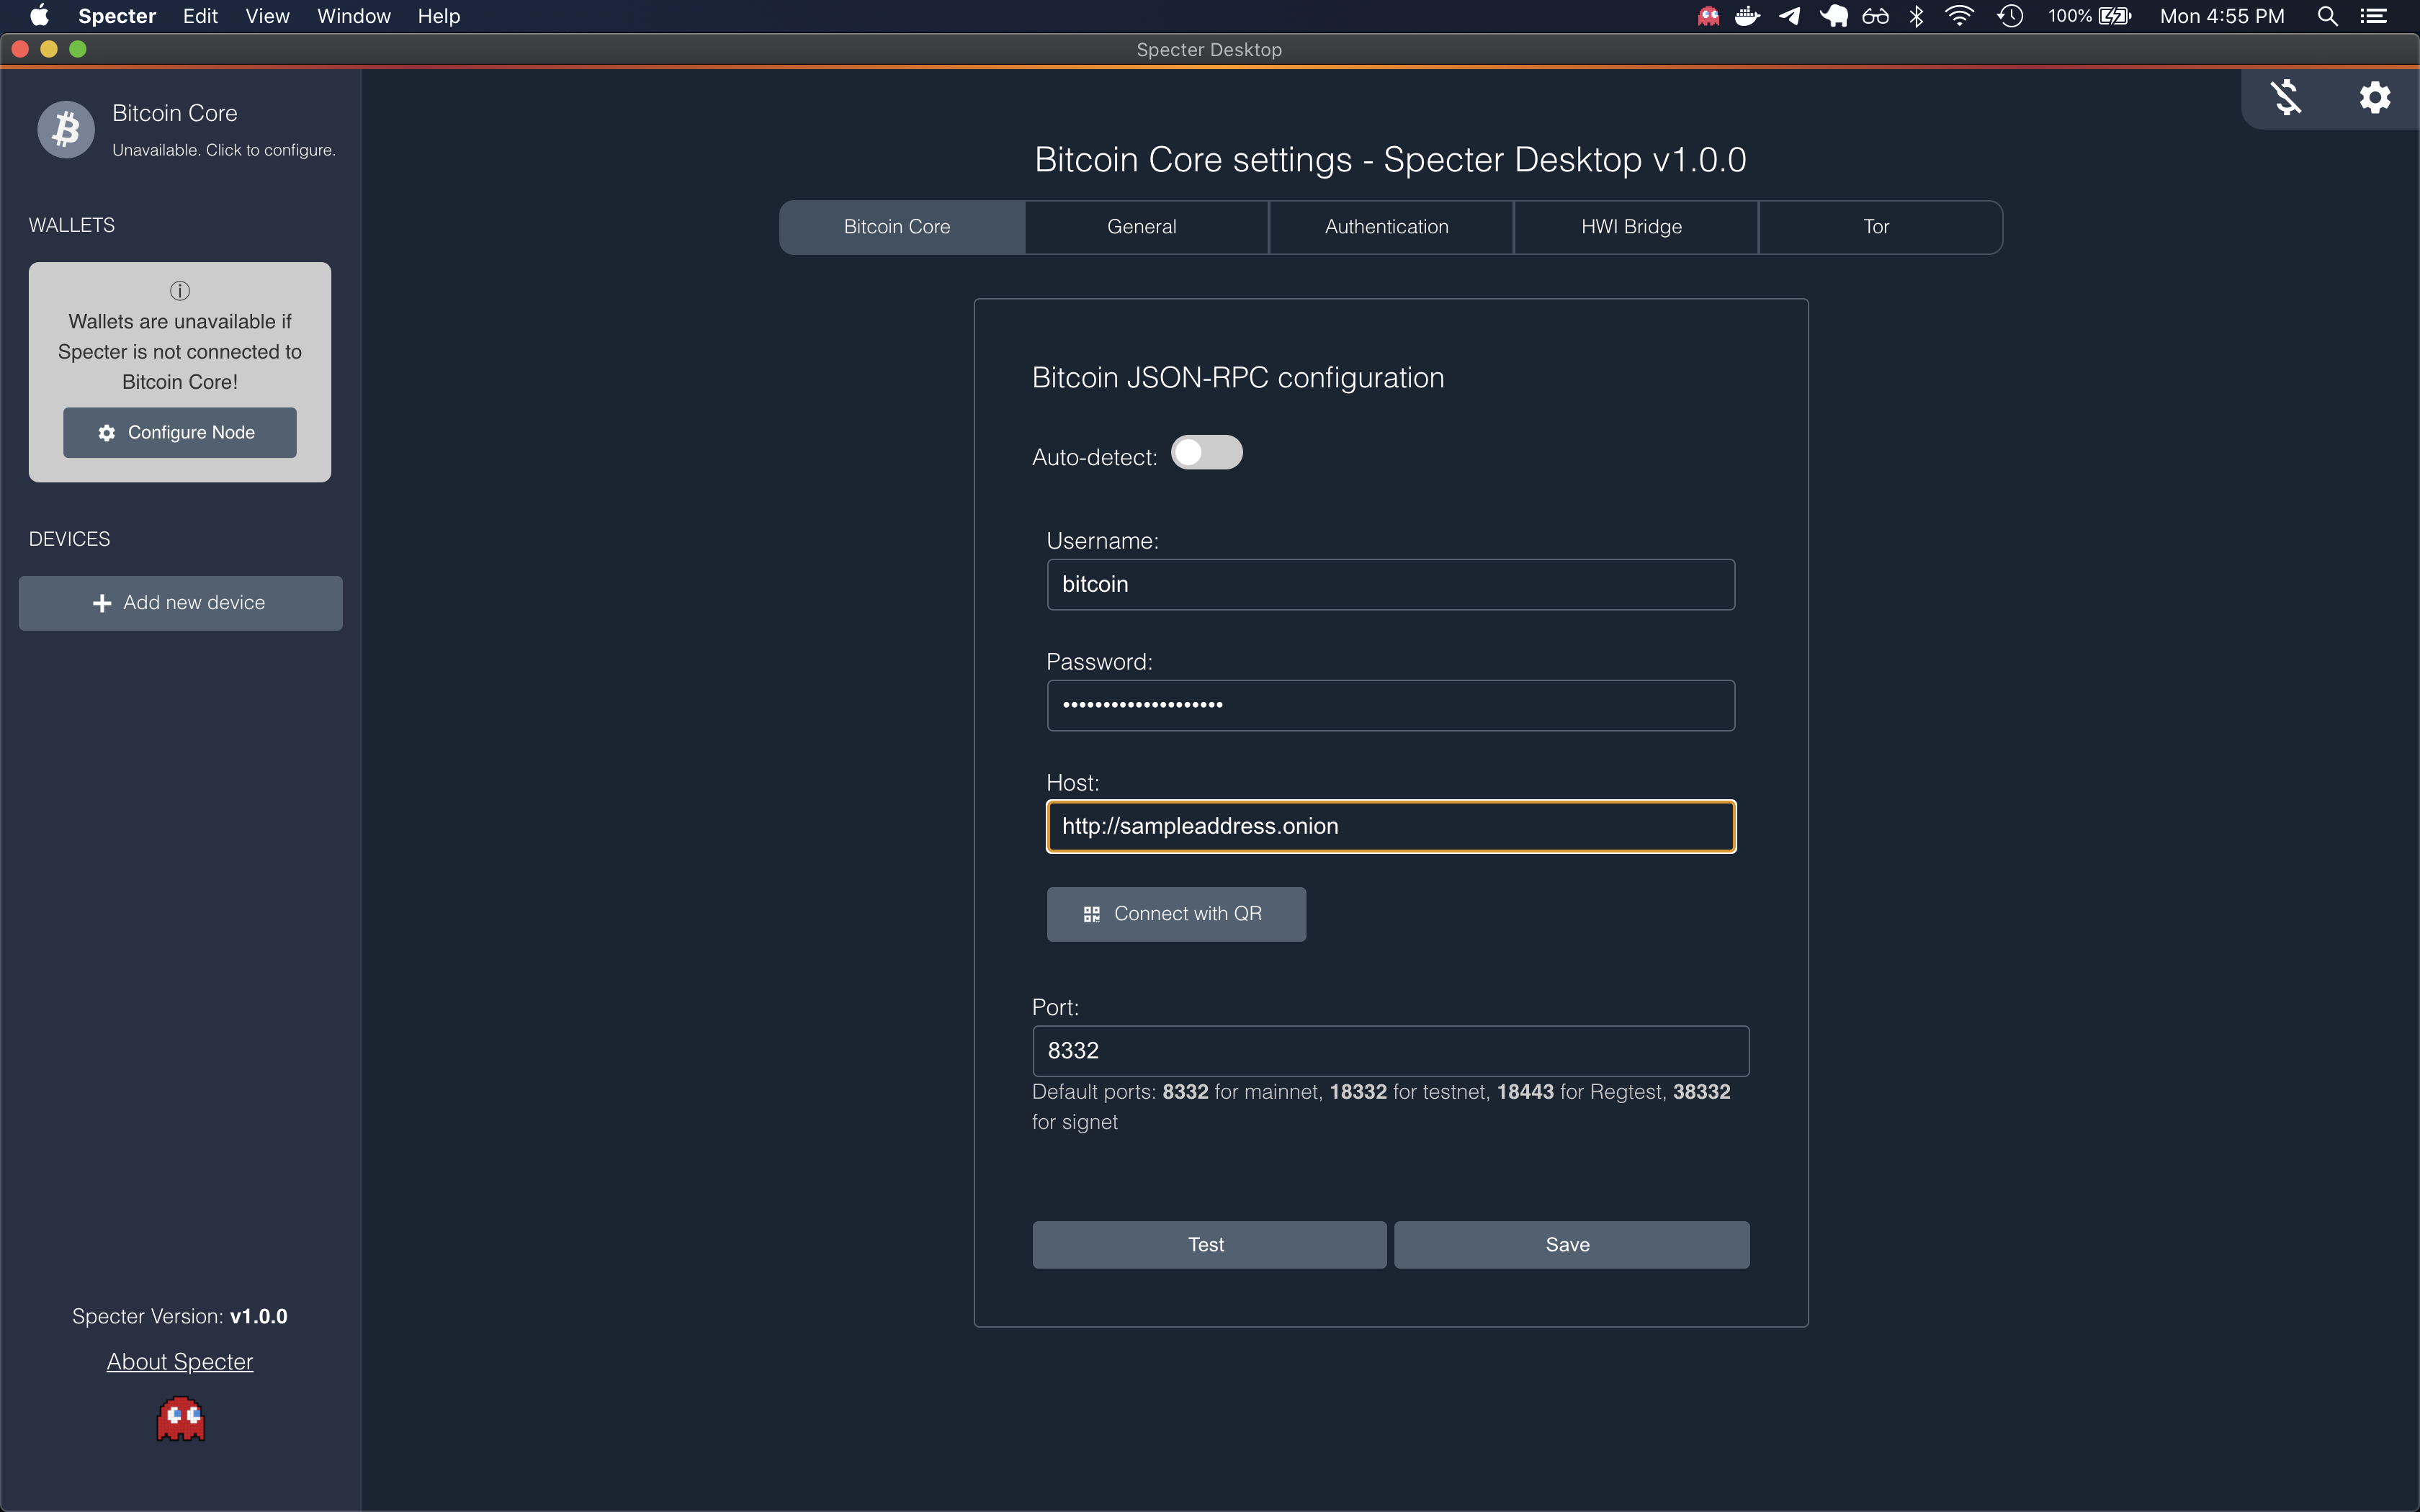 Specter Edit View Window Help
100% Mon 4:55 PM
Specter Desktop
Bitcoin Core
Unavailable. Click to configure.
WALLETS
Wallets are unavailable if
Specter is not connected to
Bitcoin Core!
Configure Node
DEVICES
Add new device
Specter Version: v1.0.0
About Specter
Bitcoin Core settings - Specter Desktop v1.0.0
Bitcoin Core General Authentication HWI Bridge Tor
Bitcoin JSON-RPC configuration
Auto-detect:
Username:
bitcoin
Password:
••••••••••••••••••••
Host:
http://sampleaddress.onion
Connect with QR
Port:
8332
Default ports: 8332 for mainnet, 18332 for testnet, 18443 for Regtest, 38332
for signet
Test Save